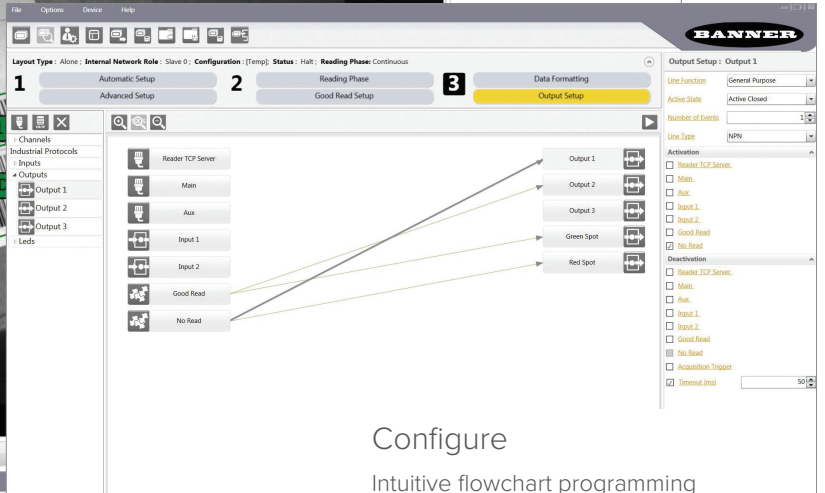 File Options Device Help
BANNER
Layout Type : Alone ; Internal Network Role : Slave 0 ; Configuration : [Temp]; Status : Halt ; Reading Phase: Continuous
1
Automatic Setup
Advanced Setup
2
Reading Phase
Good Read Setup
3
Data Formatting
Output Setup
Channels
Industrial Protocols
Inputs
Outputs
Output 1
Output 2
Output 3
Leds
Reader TCP Server
Main
Aux
Input 1
Input 2
Good Read
No Read
Output 1
Output 2
Output 3
Green Spot
Red Spot
Output Setup : Output 1
Line Function General Purpose
Active State Active Closed
Number of Events 1
Line Type NPN
Activation
Reader TCP Server
Main
Aux
Input 1
Input 2
Good Read
No Read
Deactivation
Reader TCP Server
Main
Aux
Input 1
Input 2
Good Read
No Read
Acquisition Trigger
Timeout (ms) 50
Configure
Intuitive flowchart programming